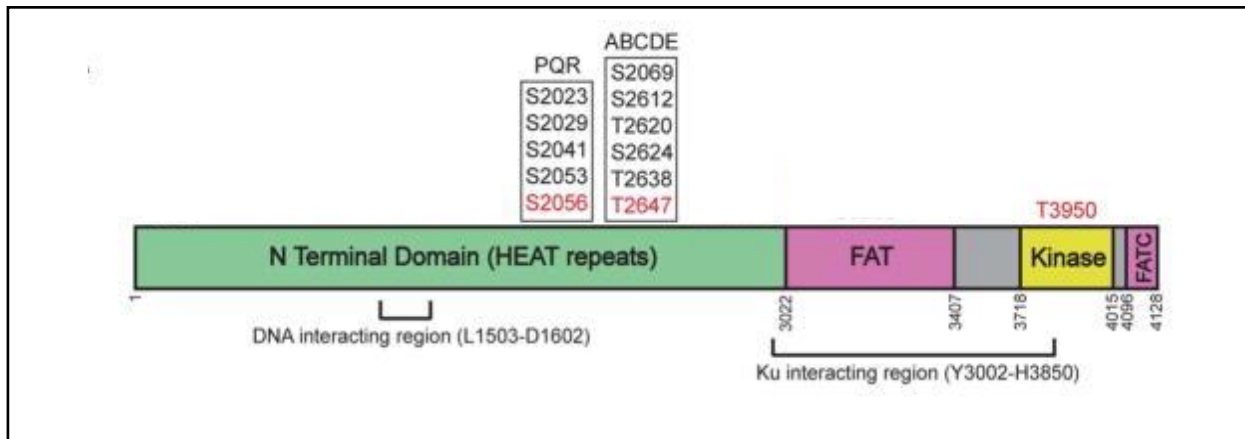 ABCDE
PQR
S2023
S2029
S2041
S2053
S2056
S2069
S2612
T2620
S2624
T2638
T2647
T3950
N Terminal Domain (HEAT repeats)
FAT
Kinase
FATC
1
3022
3407
3718
4015
4096
4128
DNA interacting region (L1503-D1602)
Ku interacting region (Y3002-H3850)